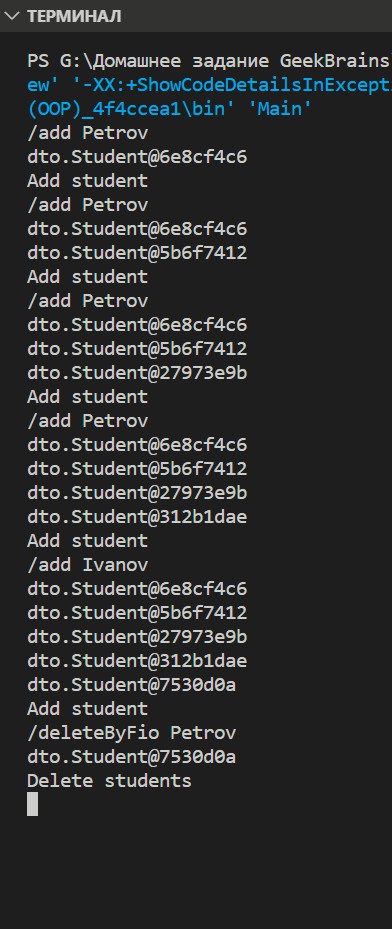 ТЕРМИНАЛ
PS G:\Домашнее задание GeekBrains
ew' '-XX:+ShowCodeDetailsInExcept
(OOP)_4f4ccea1\bin' 'Main'
/add Petrov
dto.Student@6e8cf4c6
Add student
/add Petrov
dto.Student@6e8cf4c6
dto.Student@5b6f7412
Add student
/add Petrov
dto.Student@6e8cf4c6
dto.Student@5b6f7412
dto.Student@27973e9b
Add student
/add Petrov
dto.Student@6e8cf4c6
dto.Student@5b6f7412
dto.Student@27973e9b
dto.Student@312b1dae
Add student
/add Ivanov
dto.Student@6e8cf4c6
dto.Student@5b6f7412
dto.Student@27973e9b
dto.Student@312b1dae
dto.Student@7530d0a
Add student
/deleteByFio Petrov
dto.Student@7530d0a
Delete students